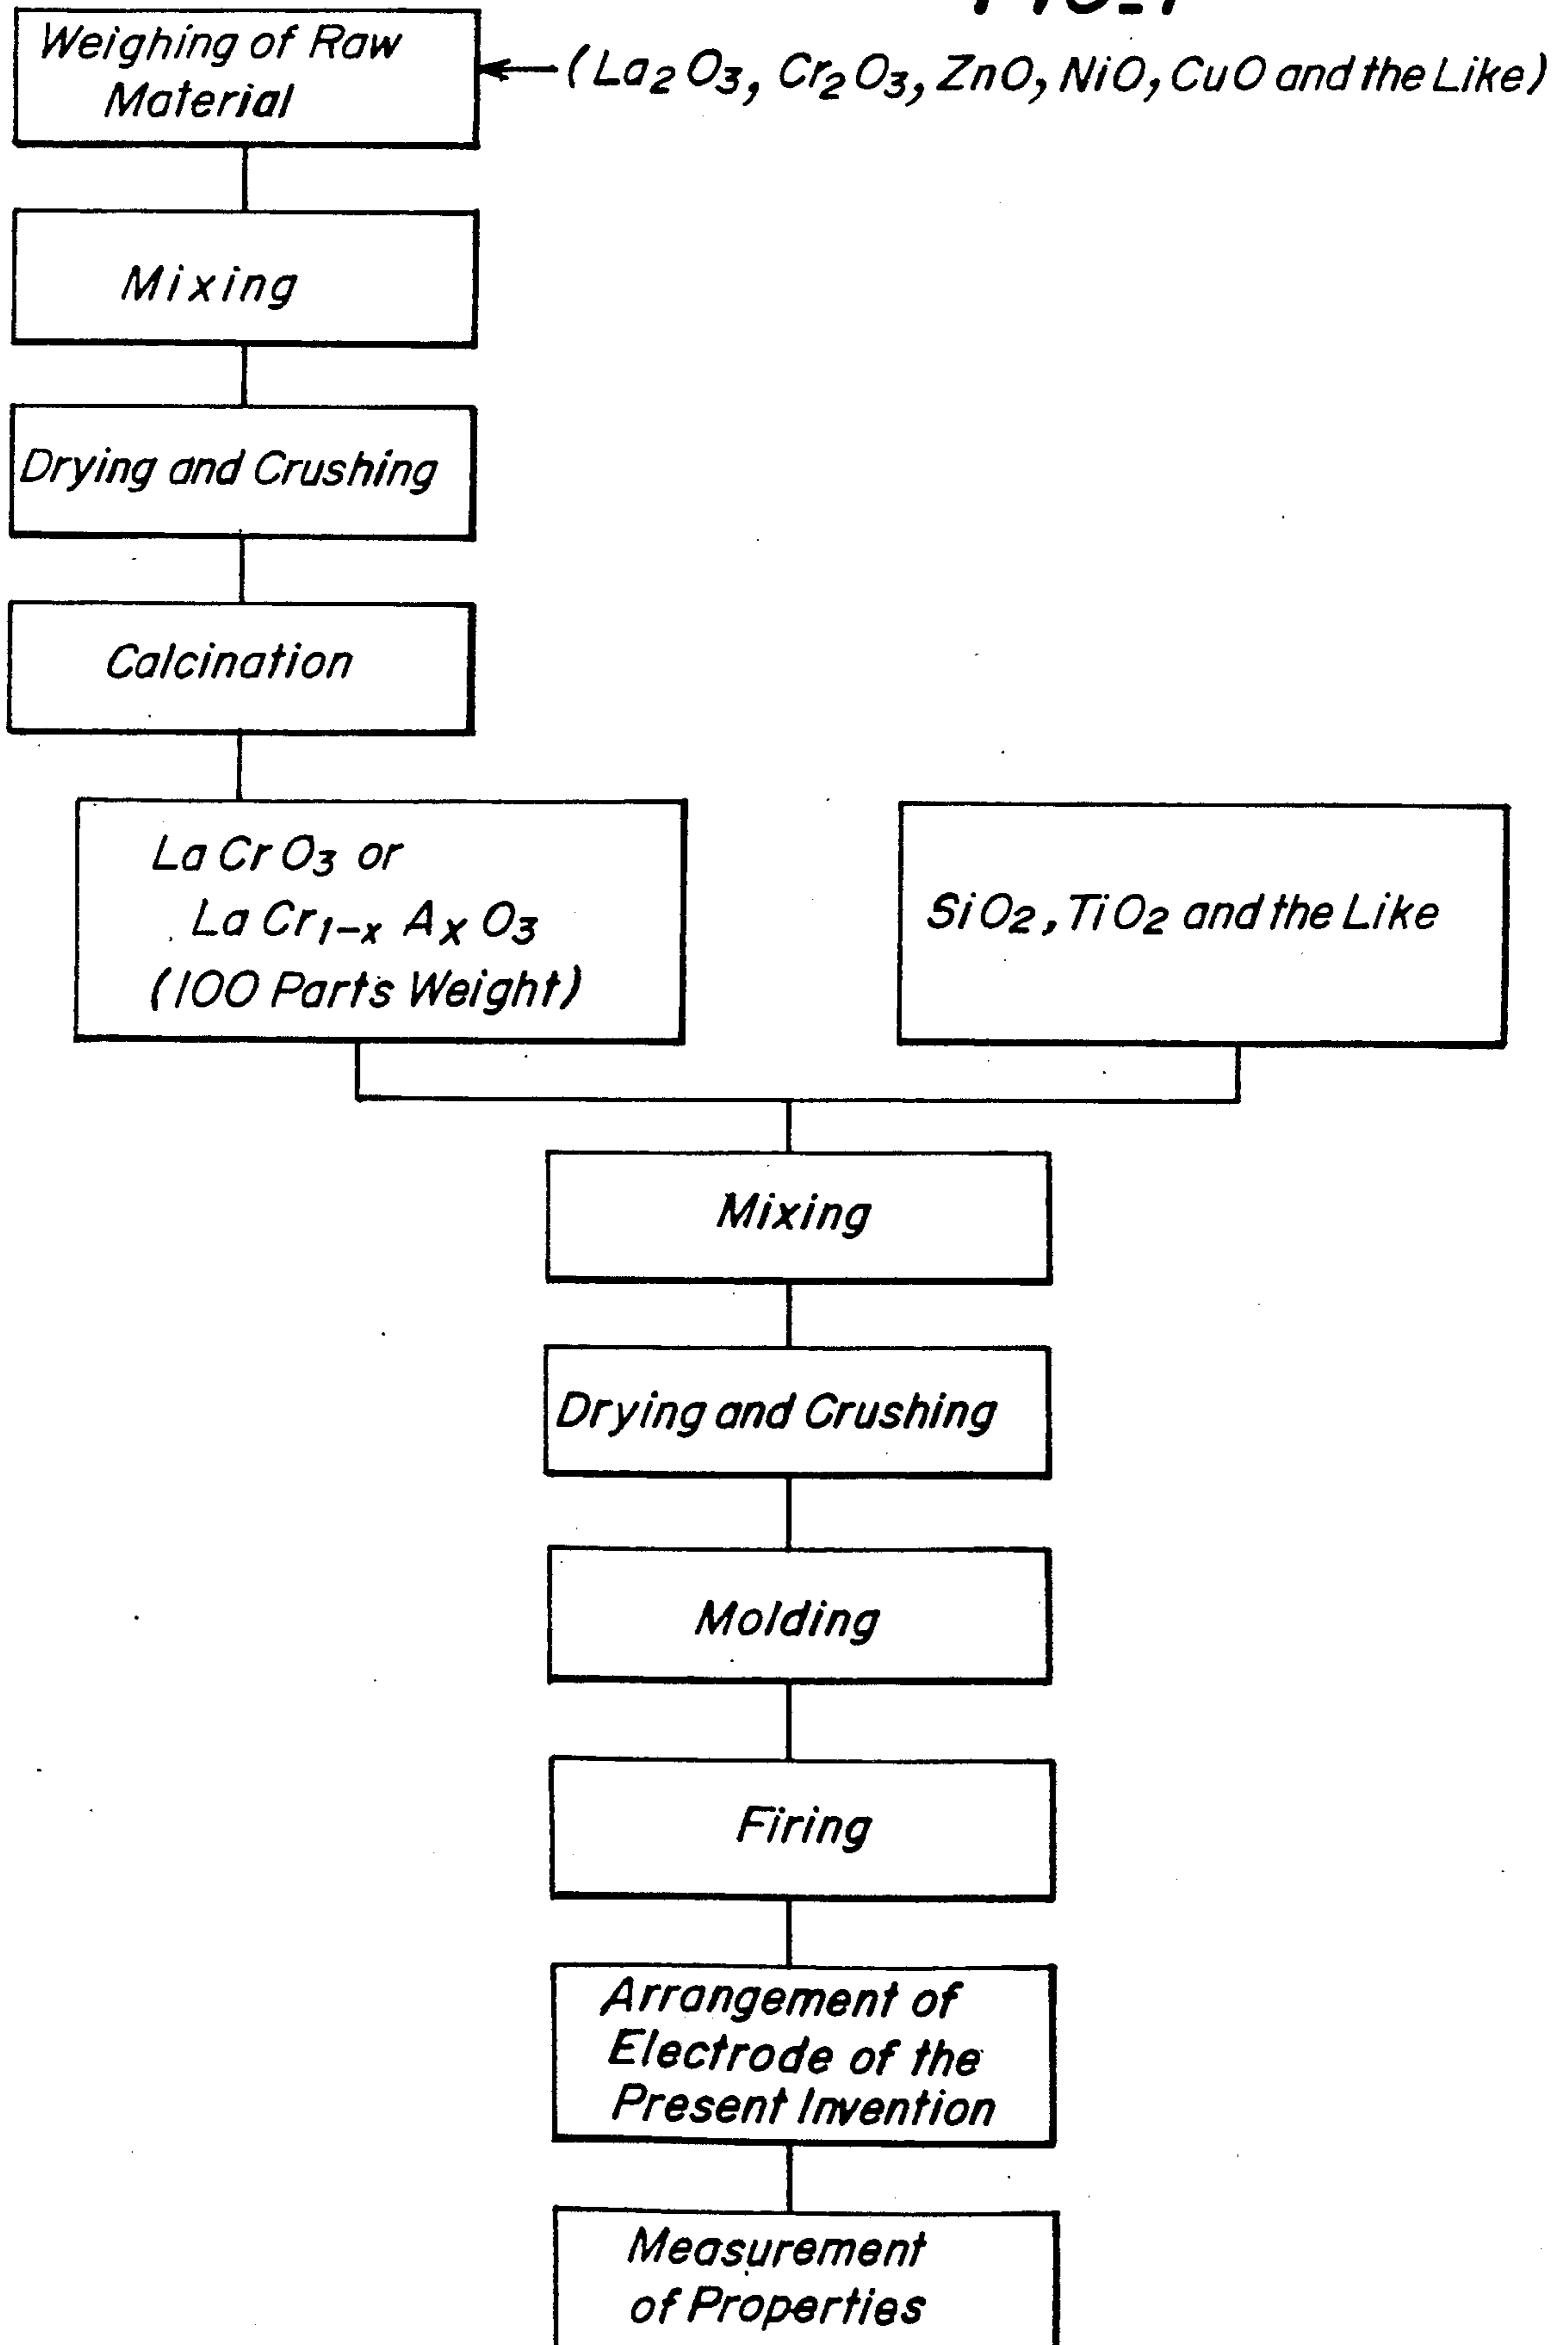 Weighing of Raw
Material
(La₂O₃, Cr₂O₃, ZnO, NiO, CuO and the Like)
Mixing
Drying and Crushing
Calcination
LaCrO₃ or
LaCr₁₋ₓ AₓO₃
(100 Parts Weight)
SiO₂, TiO₂ and the Like
Mixing
Drying and Crushing
Molding
Firing
Arrangement of
Electrode of the
Present Invention
Measurement
of Properties